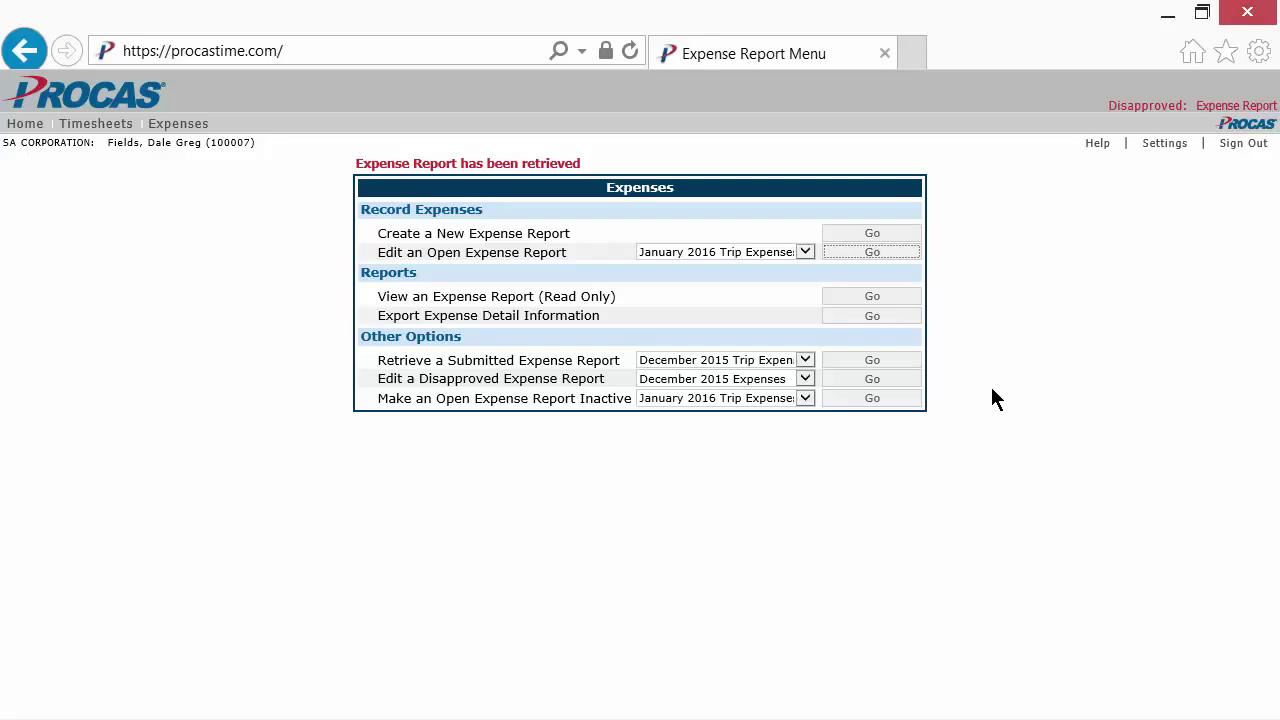 https://procastime.com/
Expense Report Menu
PROCAS
Disapproved: Expense Report
Home Timesheets Expenses
PROCAS
SA CORPORATION: Fields, Dale Greg (100007)
Help | Settings | Sign Out
Expense Report has been retrieved
Expenses
Record Expenses
Create a New Expense Report Go
Edit an Open Expense Report January 2016 Trip Expense Go
Reports
View an Expense Report (Read Only) Go
Export Expense Detail Information Go
Other Options
Retrieve a Submitted Expense Report December 2015 Trip Expen Go
Edit a Disapproved Expense Report December 2015 Expenses Go
Make an Open Expense Report Inactive January 2016 Trip Expense Go